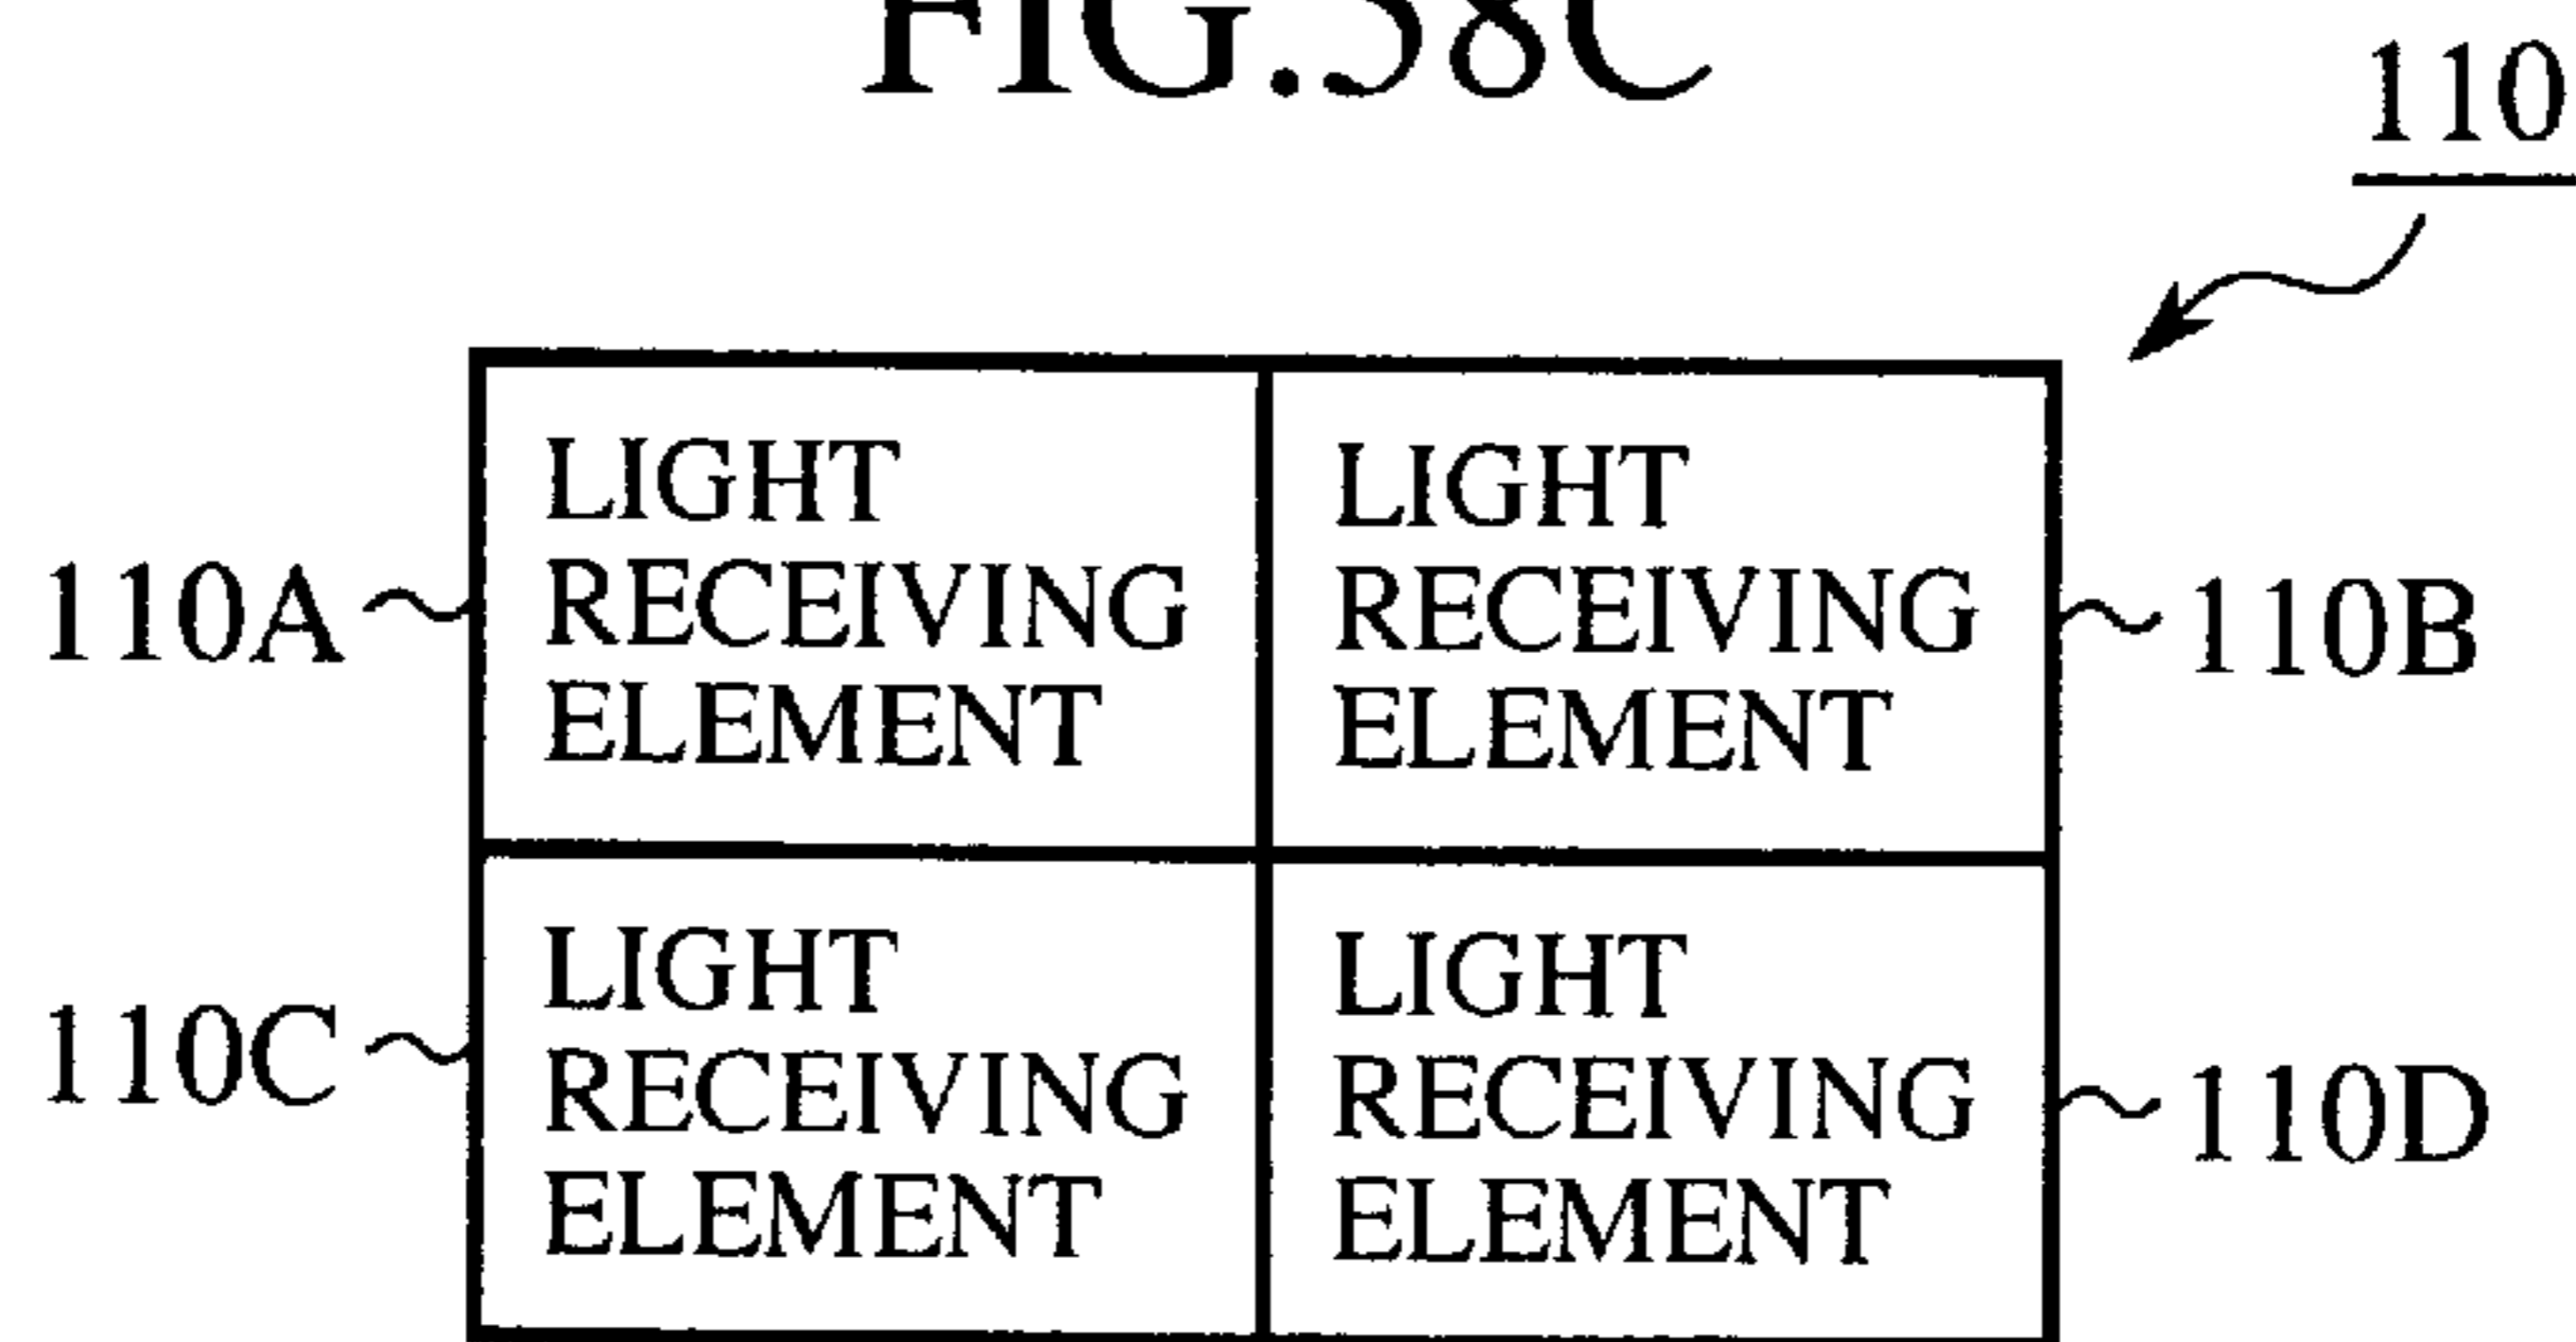 FIG.38C
110
LIGHT
RECEIVING
ELEMENT
LIGHT
RECEIVING
ELEMENT
110A
110B
LIGHT
RECEIVING
ELEMENT
LIGHT
RECEIVING
ELEMENT
110C
110D